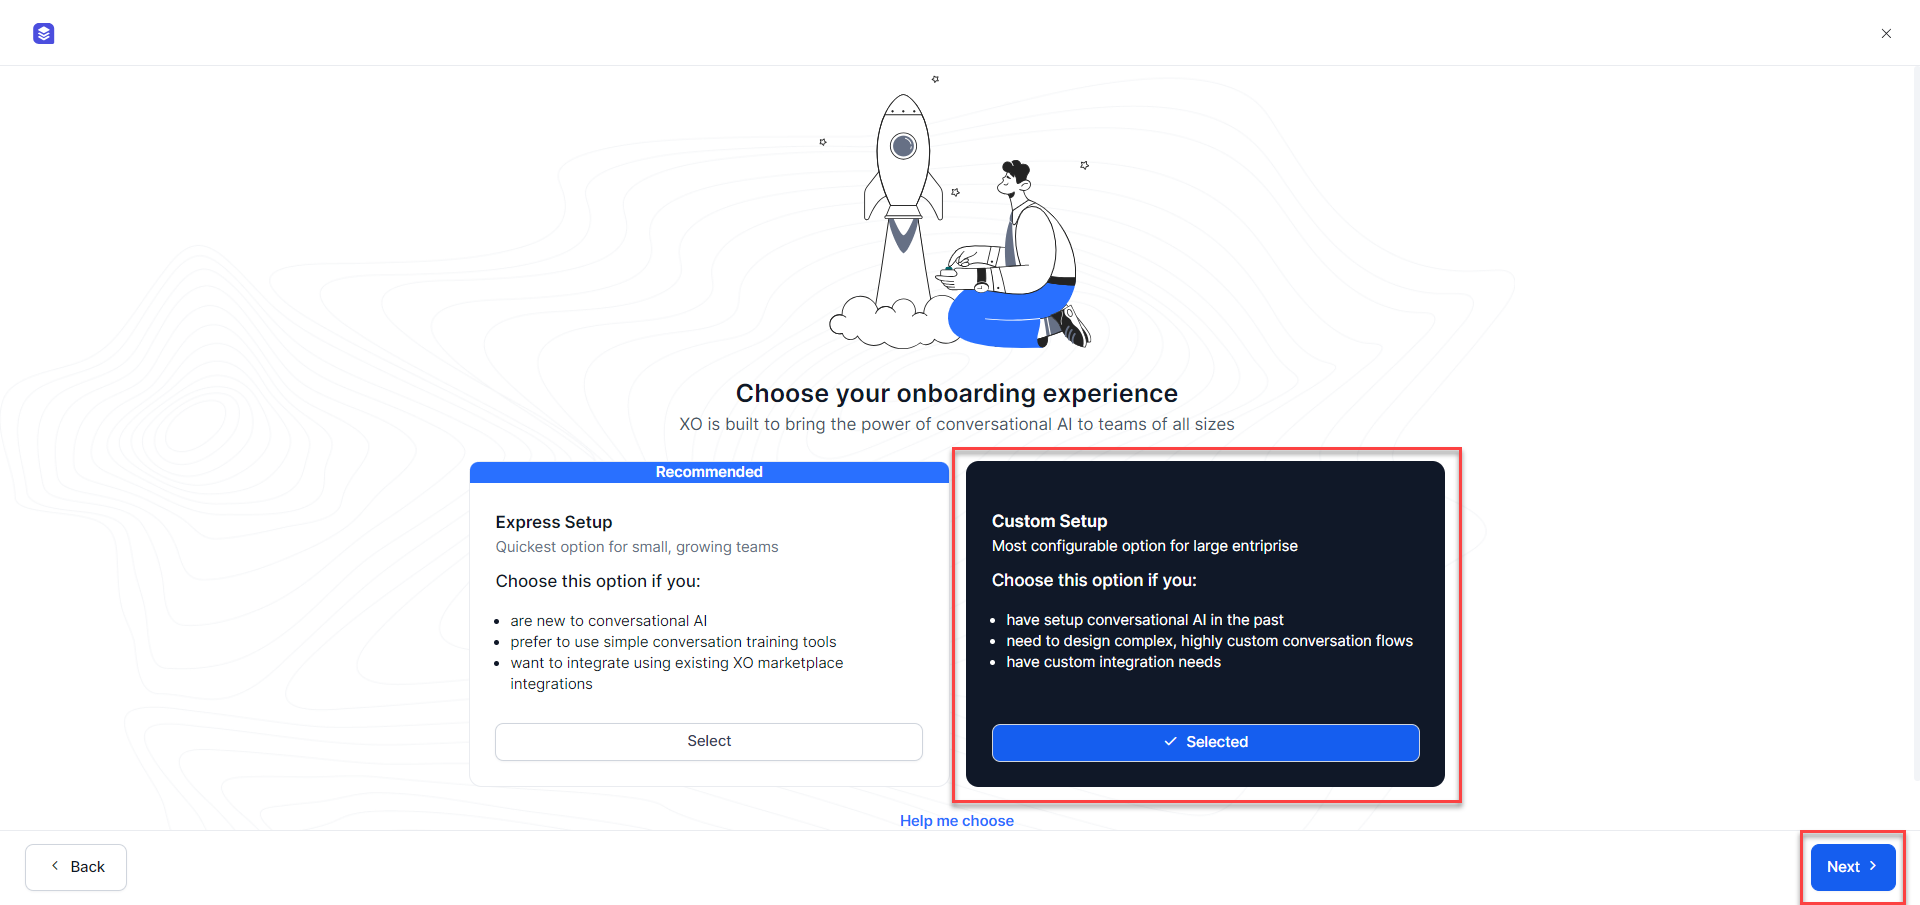 Choose your onboarding experience
XO is built to bring the power of conversational AI to teams of all sizes
Recommended
Express Setup
Quickest option for small, growing teams
Choose this option if you:
are new to conversational AI
prefer to use simple conversation training tools
want to integrate using existing XO marketplace
integrations
Select
Custom Setup
Most configurable option for large entriprise
Choose this option if you:
have setup conversational AI in the past
need to design complex, highly custom conversation flows
have custom integration needs
Selected
Help me choose
Back
Next